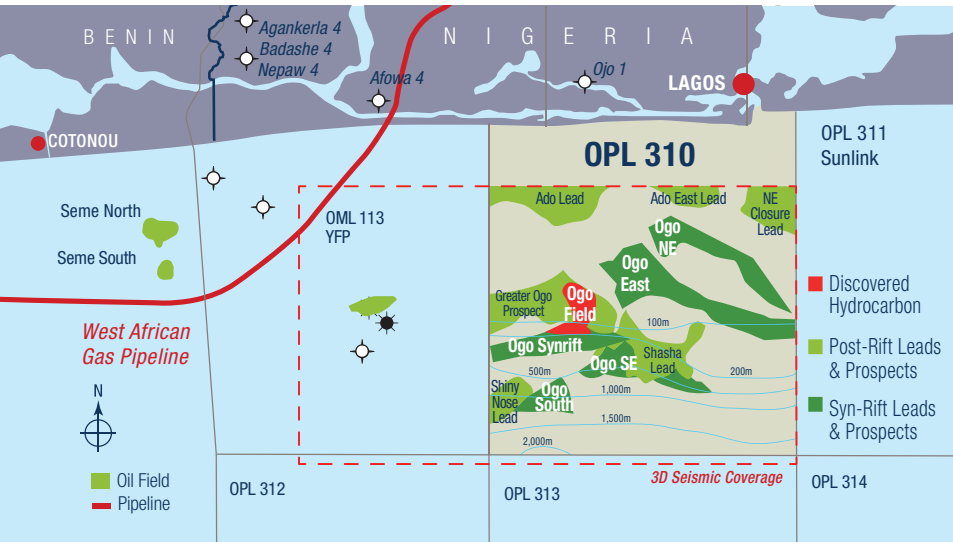 BENIN
NIGERIA
Agankerla 4
Badashe 4
Nepaw 4
Afowa 4
Ojo 1
LAGOS
COTONOU
OPL 310
OPL 311
Sunlink
Seme North
Seme South
OML 113
YFP
Ado Lead
Ado East Lead
NE
Closure
Lead
Ogo
NE
Ogo
East
Greater Ogo
Prospect
Ogo
Field
100m
Ogo Synrift
Ogo SE
Shasha
Lead
500m
200m
Shiny
Nose
Lead
Ogo
South
1,000m
1,500m
2,000m
West African
Gas Pipeline
Discovered
Hydrocarbon
Post-Rift Leads
& Prospects
Syn-Rift Leads
& Prospects
N
Oil Field
Pipeline
3D Seismic Coverage
OPL 312
OPL 313
OPL 314